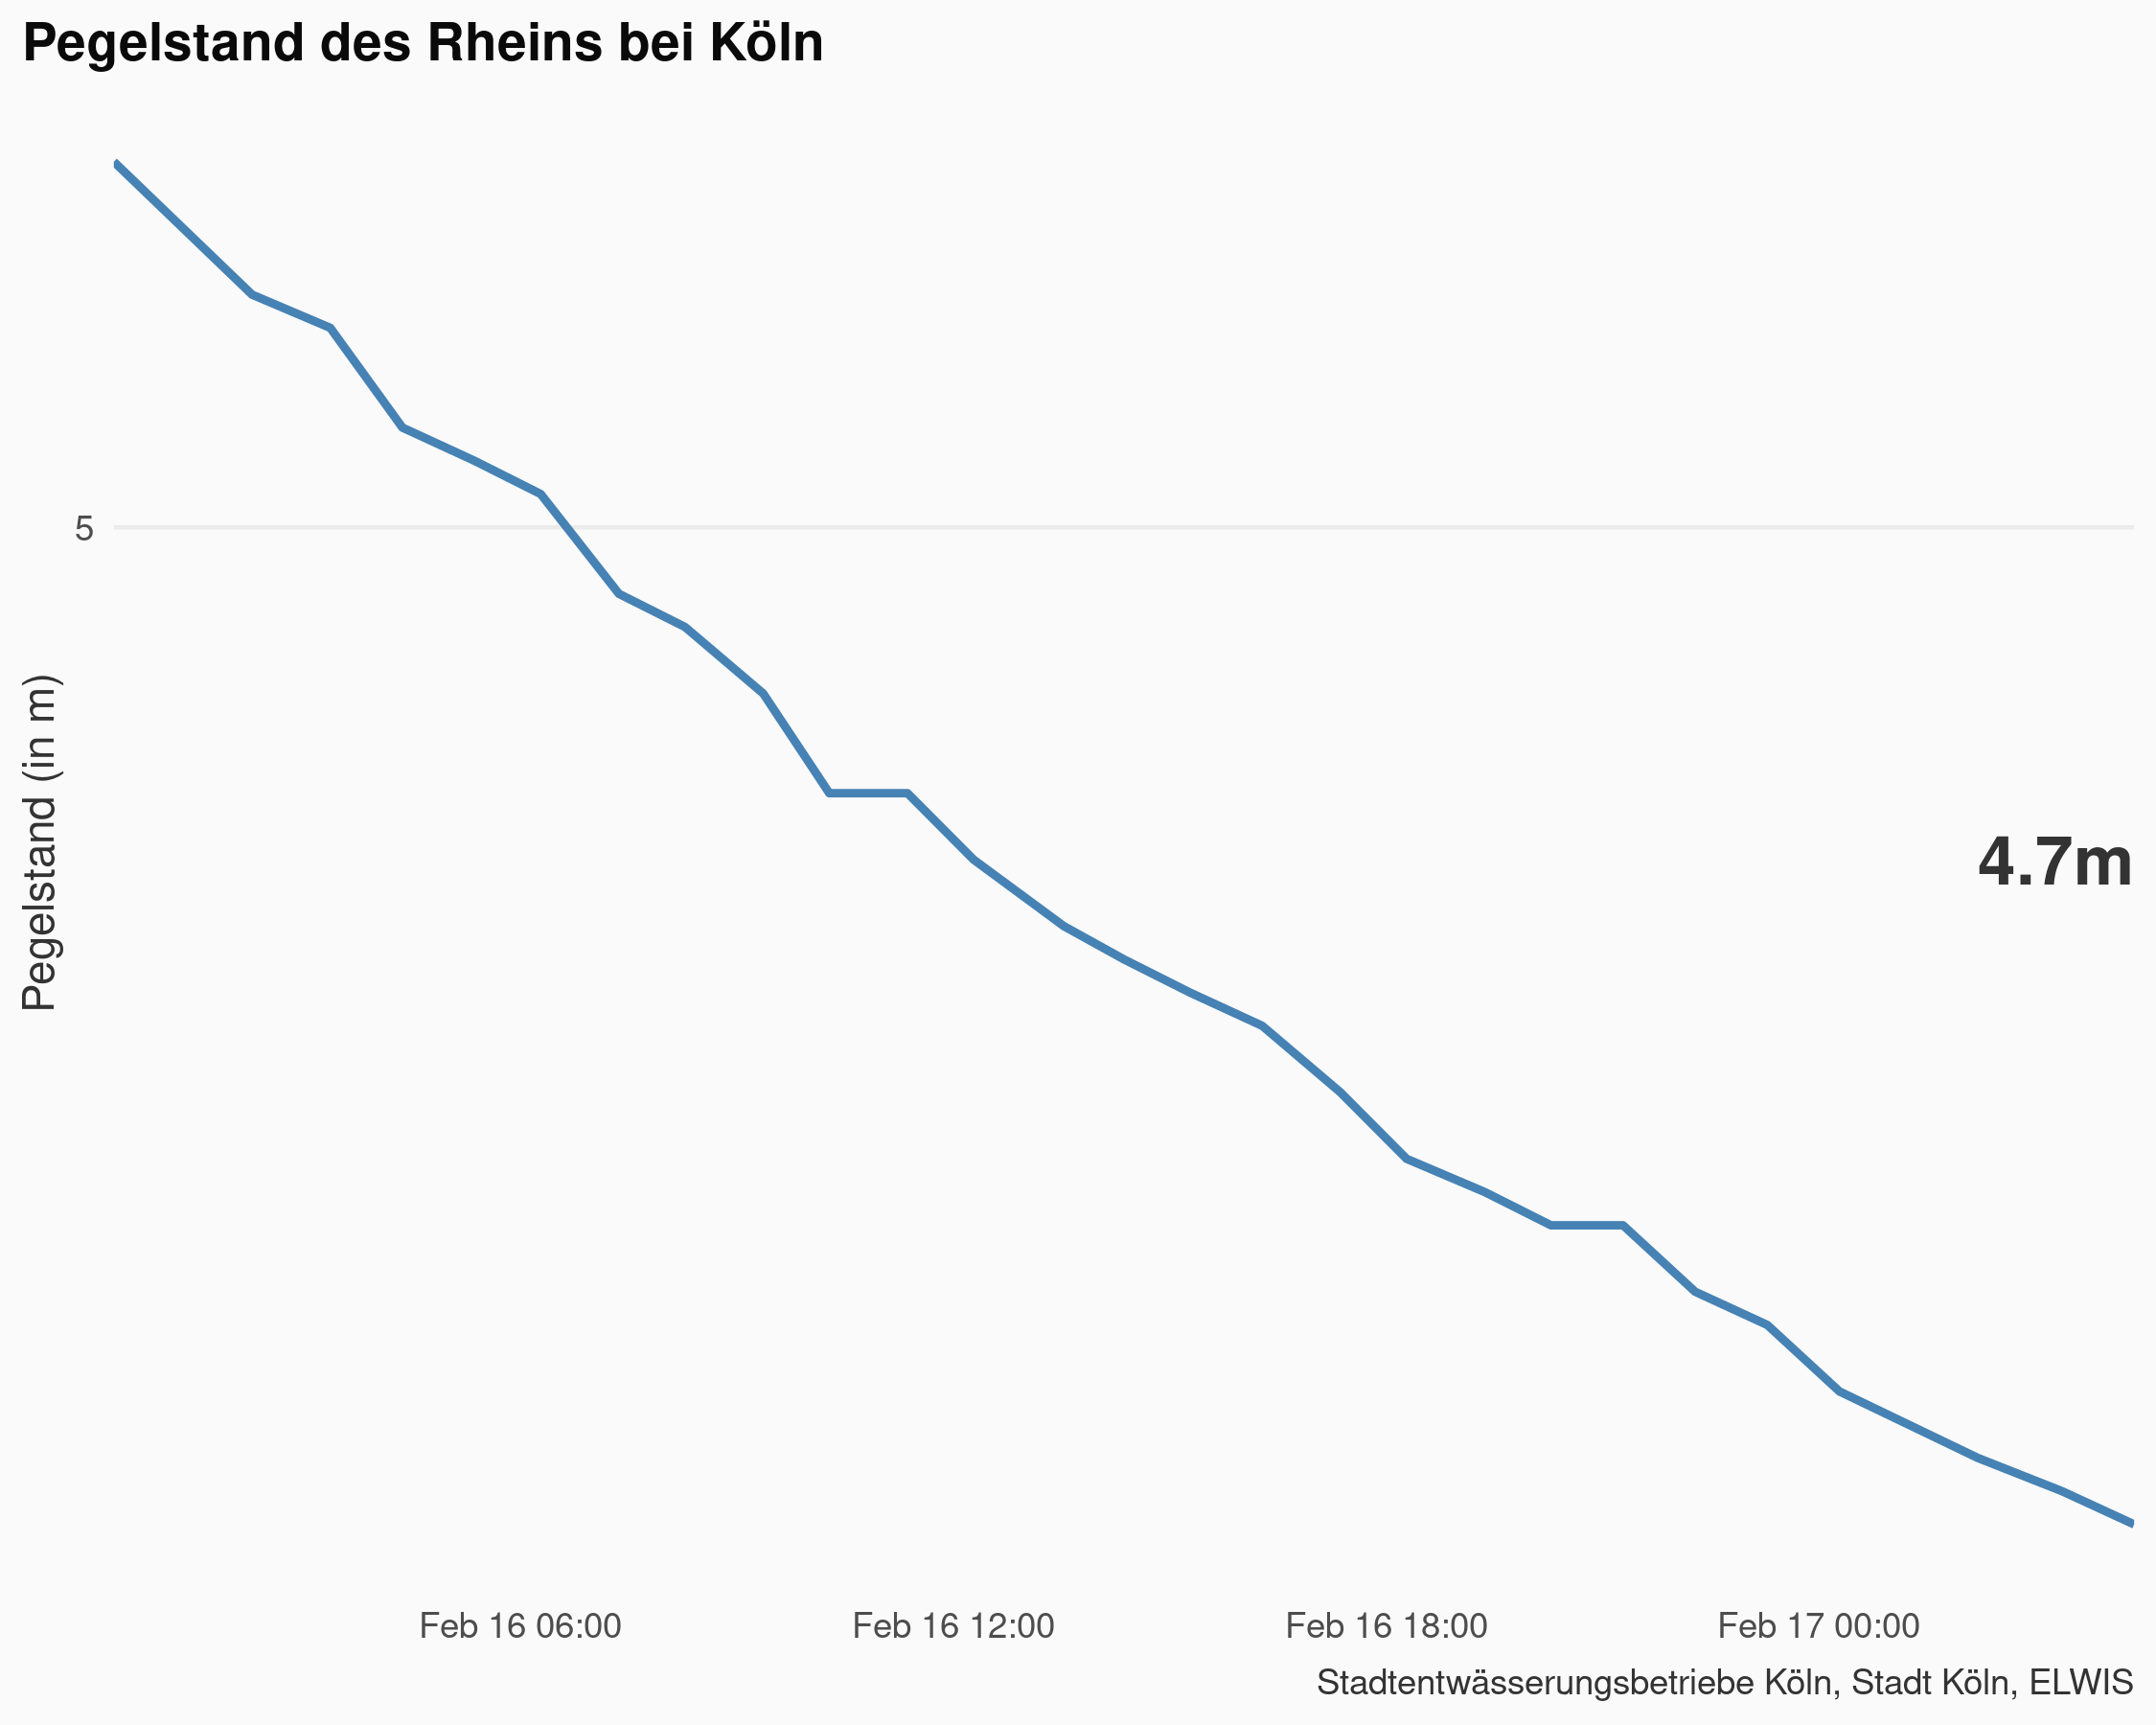 Pegelstand des Rheins bei Köln
Pegelstand (in m)
5
4.7m
Feb 16 06:00
Feb 16 12:00
Feb 16 18:00
Feb 17 00:00
Stadtentwässerungsbetriebe Köln, Stadt Köln, ELWIS